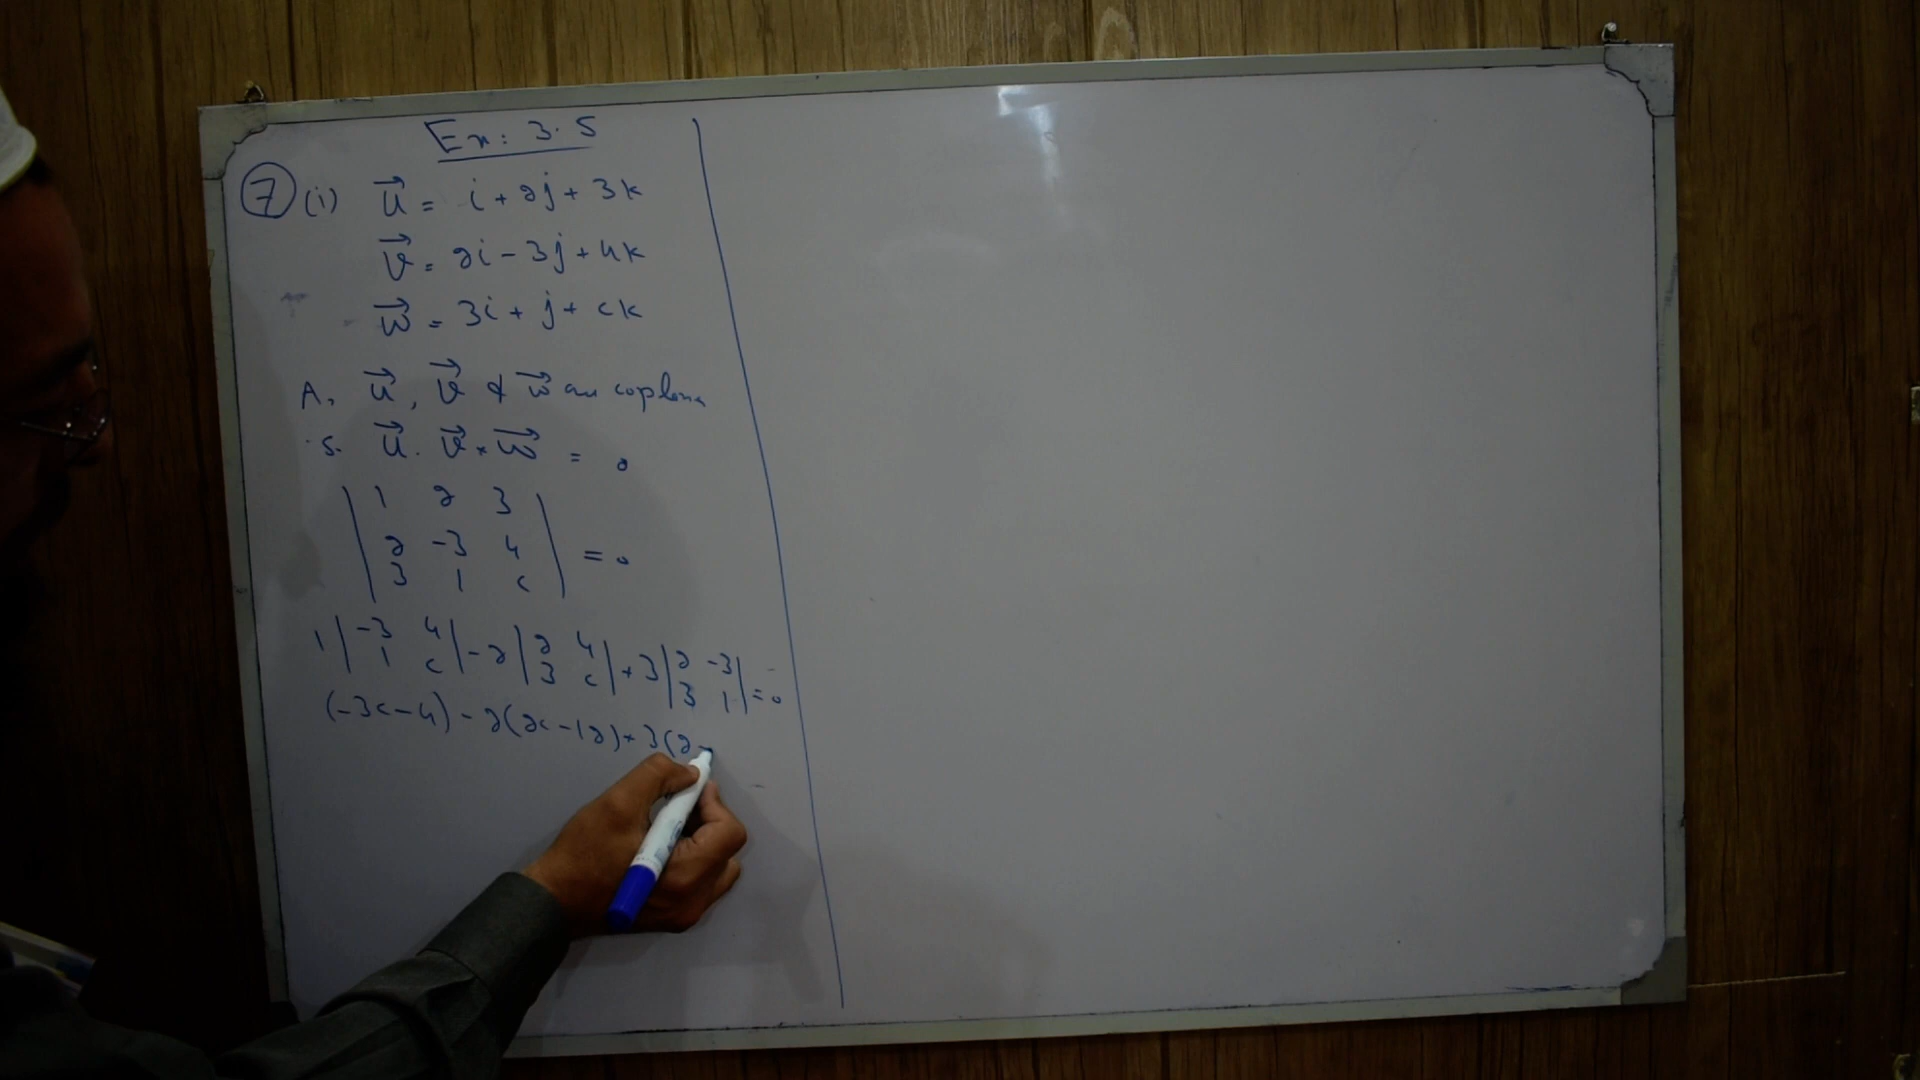 Ex: 3.5
7 (i) u⃗ = i + 2j + 3k
v⃗ = 2i - 3j + 4k
w⃗ = 3i + j + ck
As u⃗, v⃗ & w⃗ are coplanar
So u⃗ . v⃗ × w⃗ = 0
| 1 2 3 |
| 2 -3 4 | = 0
| 3 1 c |
1 | -3 4 | - 2 | 2 4 | + 3 | 2 -3 | = 0
| 1 c | | 3 c | | 3 1 |
(-3c - 4) - 2(2c - 12) + 3(2